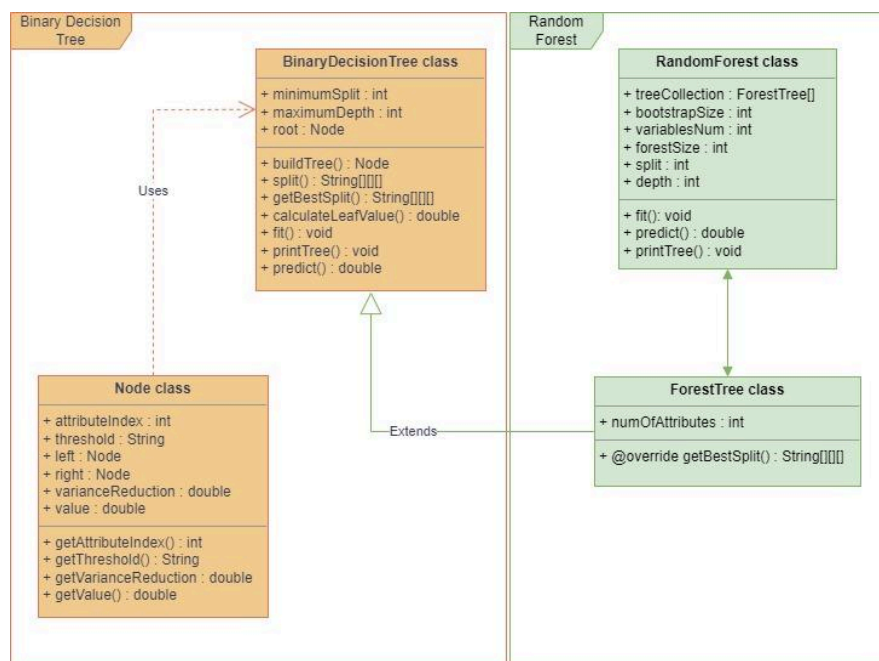 Binary Decision
Tree
BinaryDecisionTree class
+ minimumSplit : int
+ maximumDepth : int
+ root : Node
+ buildTree() : Node
+ split() : String[][][]
+ getBestSplit() : String[][][]
+ calculateLeafValue() : double
+ fit() : void
+ printTree() : void
+ predict() : double
Uses
Node class
+ attributeIndex : int
+ threshold : String
+ left : Node
+ right : Node
+ varianceReduction : double
+ value : double
+ getAttributeIndex() : int
+ getThreshold() : String
+ getVarianceReduction : double
+ getValue() : double
Extends
Random
Forest
RandomForest class
+ treeCollection : ForestTree[]
+ bootstrapSize : int
+ variablesNum : int
+ forestSize : int
+ split : int
+ depth : int
+ fit(): void
+ predict() : double
+ printTree() : void
ForestTree class
+ numOfAttributes : int
+ @override getBestSplit() : String[][][]